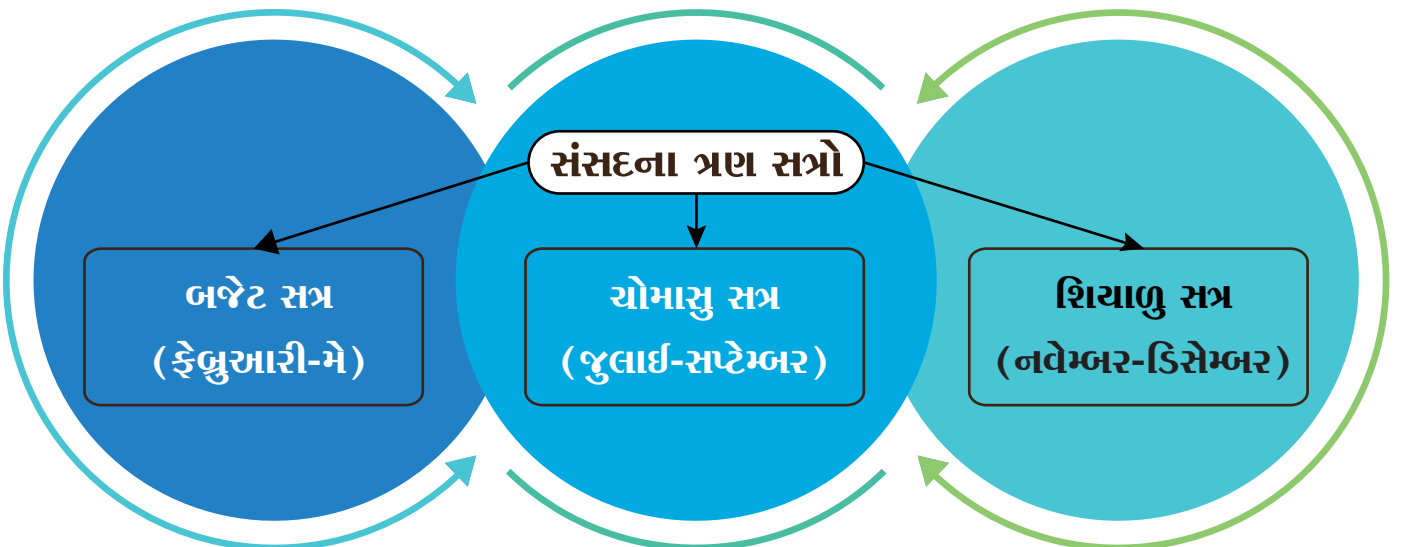 સંસદના ત્રણ સત્રો
બજેટ સત્ર
(ફેબ્રુઆરી-મે)
ચોમાસુ સત્ર
(જુલાઈ-સપ્ટેમ્બર)
શિયાળુ સત્ર
(નવેમ્બર-ડિસેમ્બર)